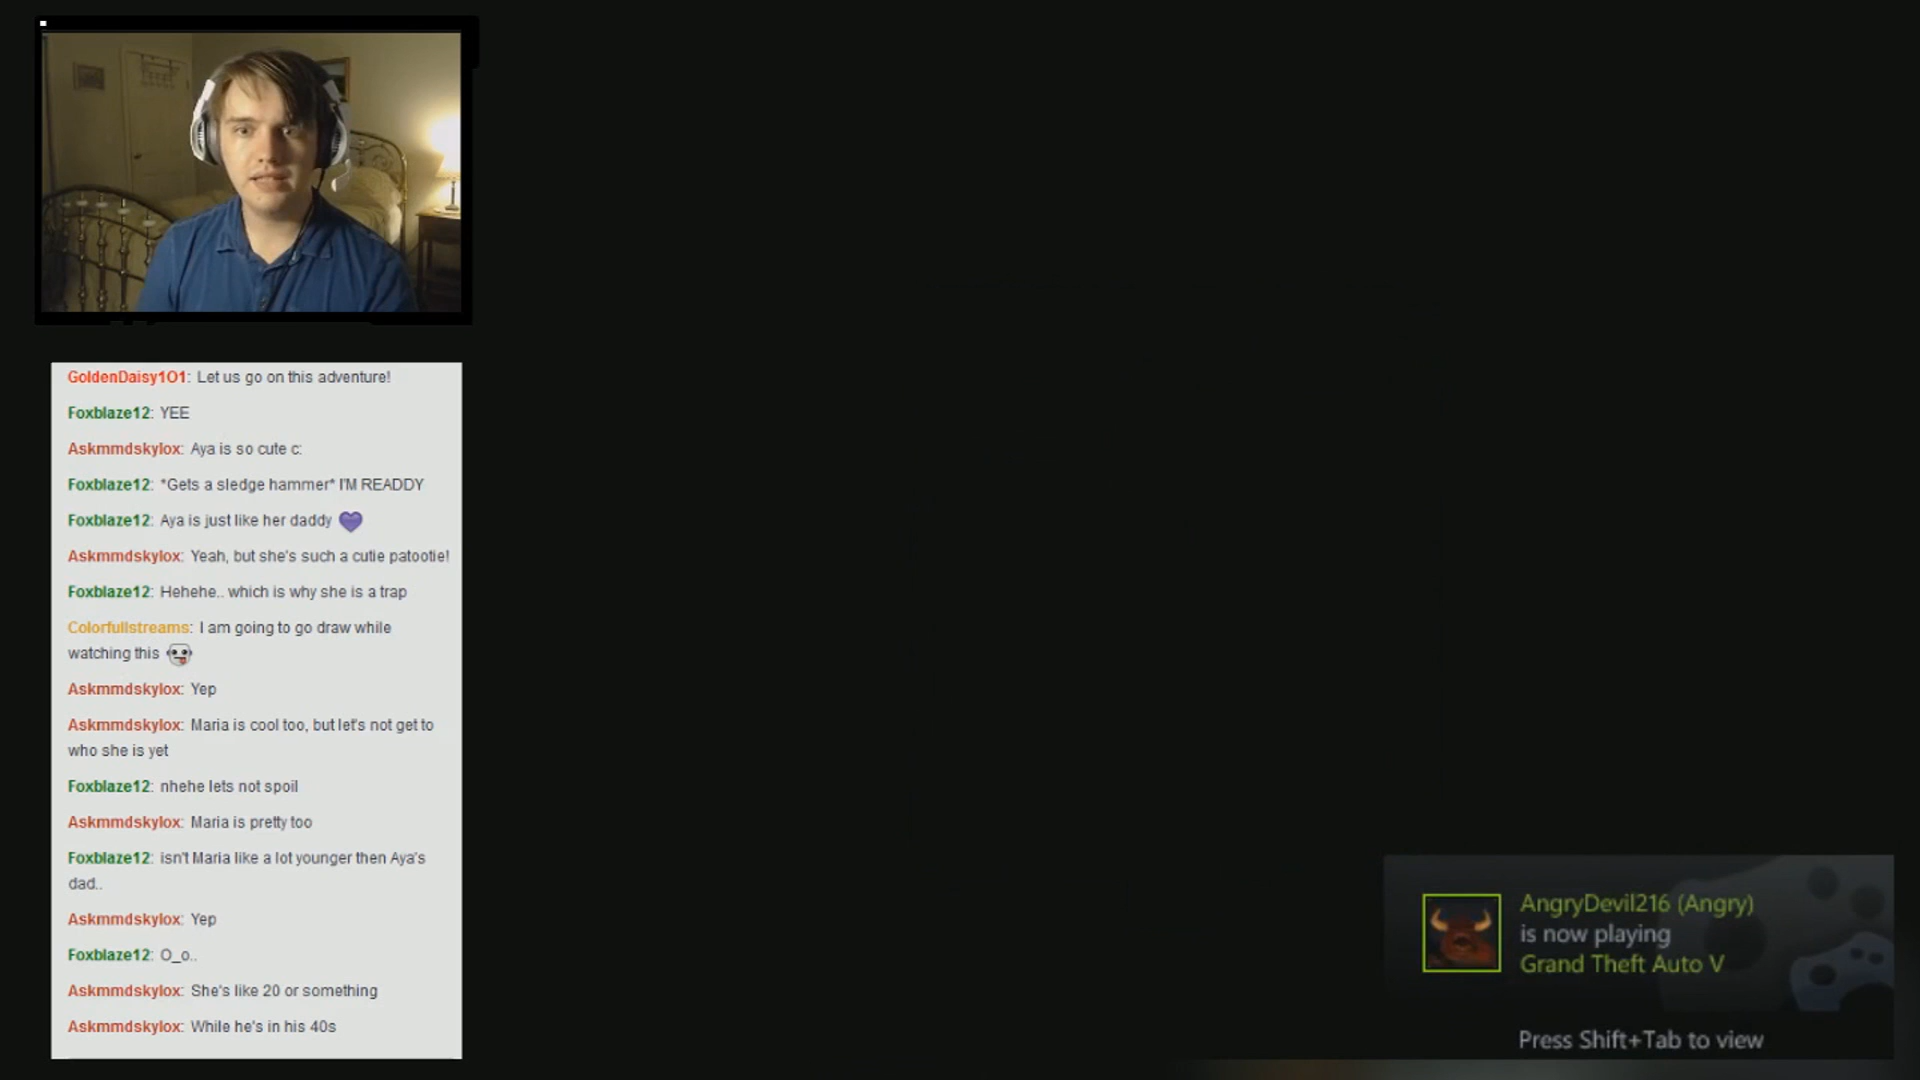 GoldenDaisy1O1: Let us go on this adventure!
Foxblaze12: YEE
Askmmdskylox: Aya is so cute c:
Foxblaze12: *Gets a sledge hammer* I'M READDY
Foxblaze12: Aya is just like her daddy
Askmmdskylox: Yeah, but she's such a cutie patootie!
Foxblaze12: Hehehe.. which is why she is a trap
Colorfullstreams: I am going to go draw while
watching this
Askmmdskylox: Yep
Askmmdskylox: Maria is cool too, but let's not get to
who she is yet
Foxblaze12: nhehe lets not spoil
Askmmdskylox: Maria is pretty too
Foxblaze12: isn't Maria like a lot younger then Aya's
dad..
Askmmdskylox: Yep
Foxblaze12: O_o..
Askmmdskylox: She's like 20 or something
Askmmdskylox: While he's in his 40s
AngryDevil216 (Angry)
is now playing
Grand Theft Auto V
Press Shift+Tab to view